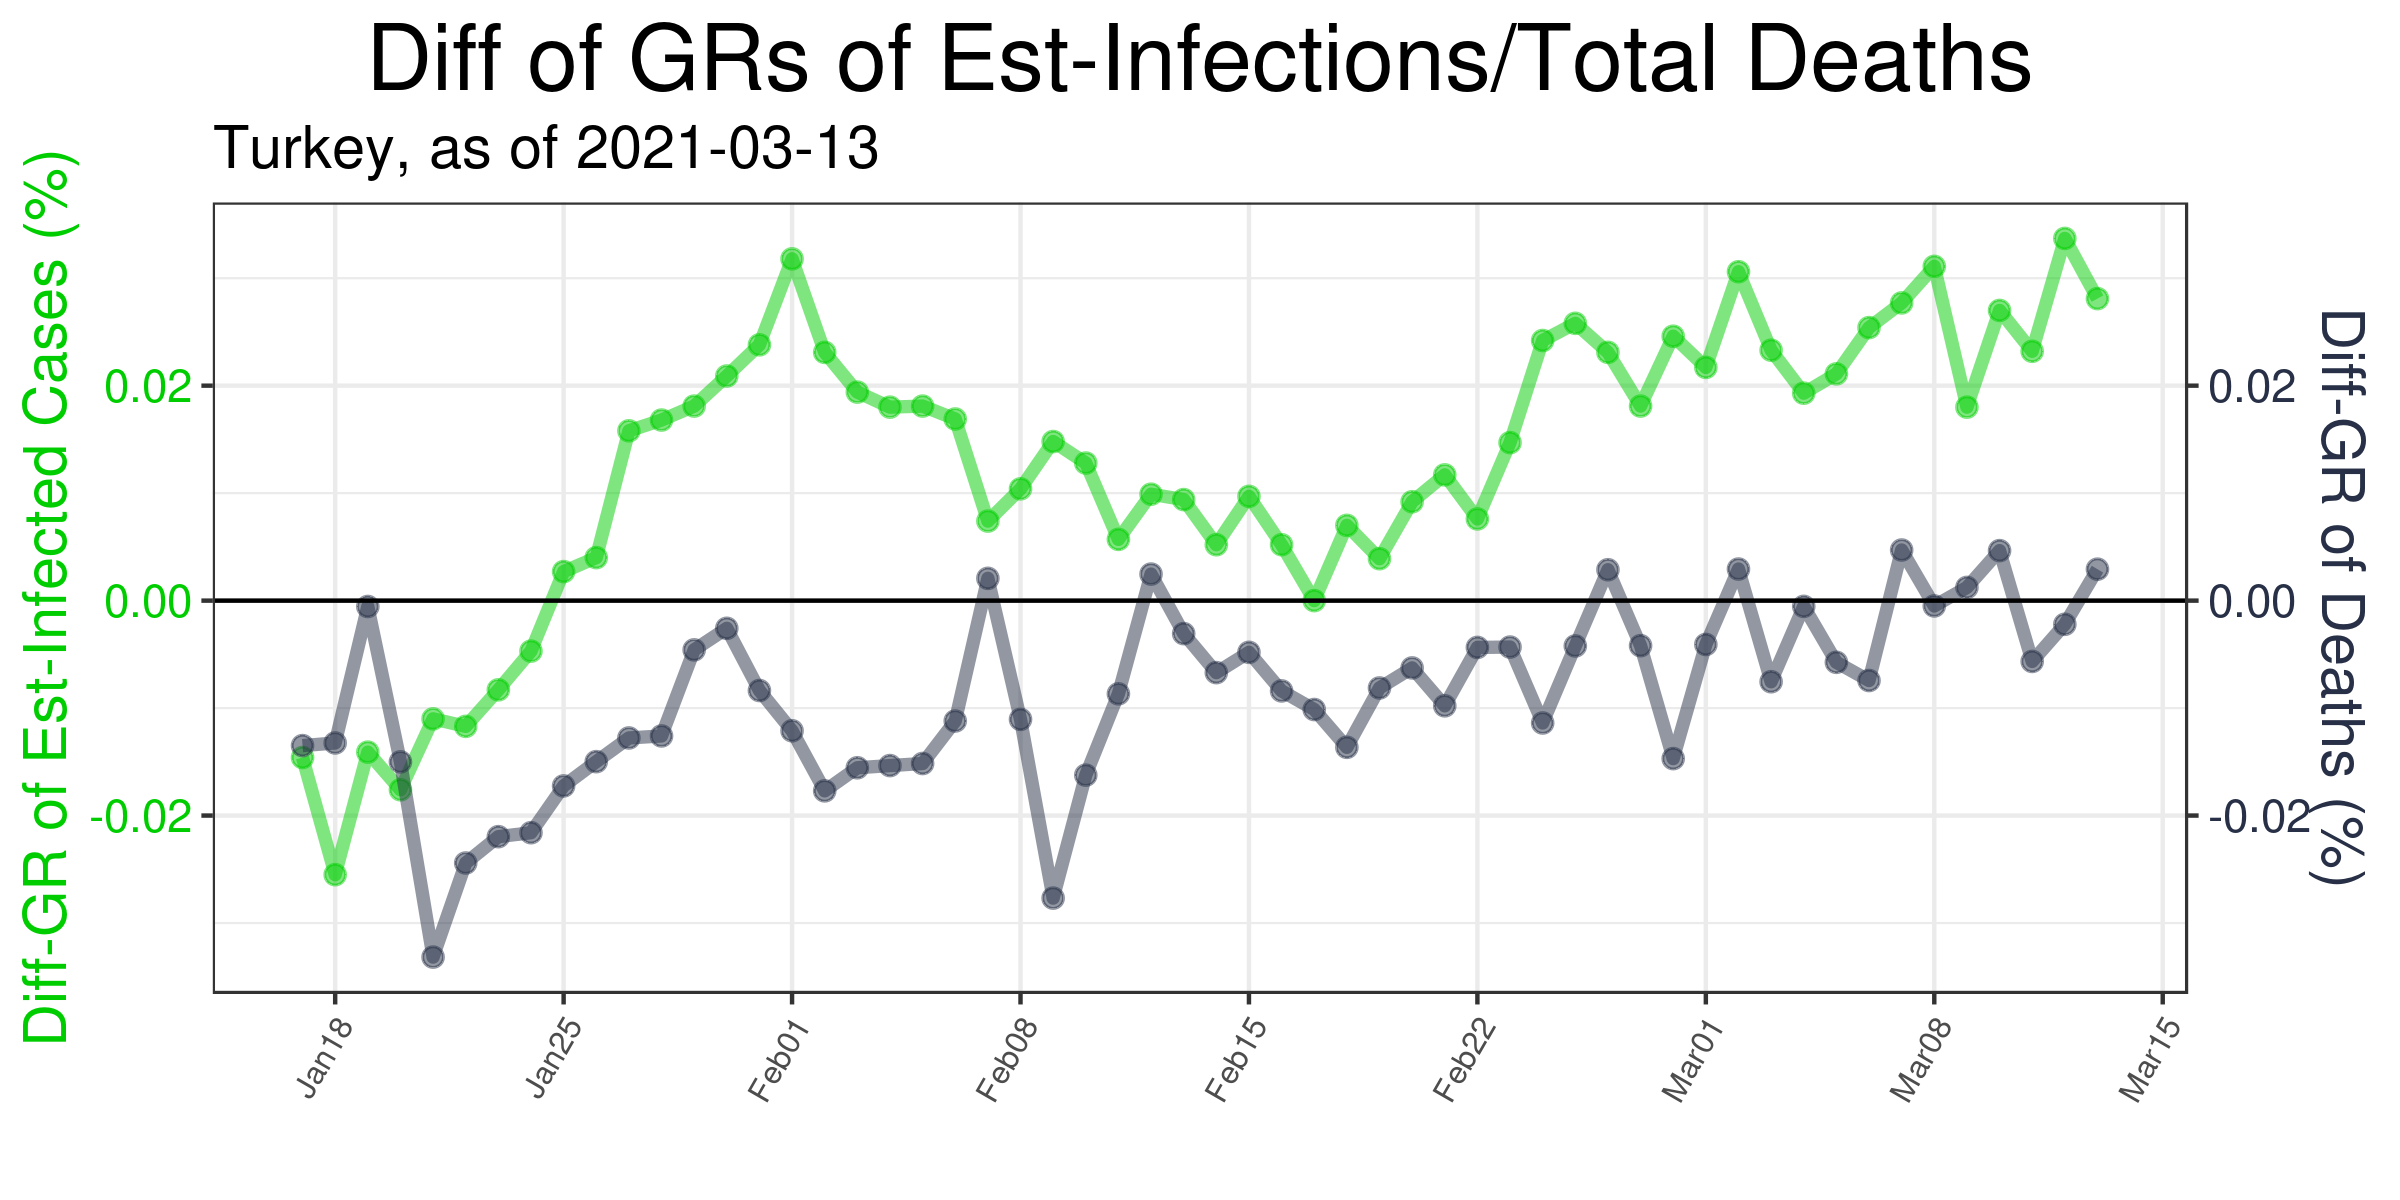 Diff of GRs of Est-Infections/Total Deaths
Turkey, as of 2021-03-13
Diff-GR of Est-Infected Cases (%)
0.02
0.00
-0.02
0.02
0.00
-0.02
Diff-GR of Deaths (%)
Jan18
Jan25
Feb01
Feb08
Feb15
Feb22
Mar01
Mar08
Mar15